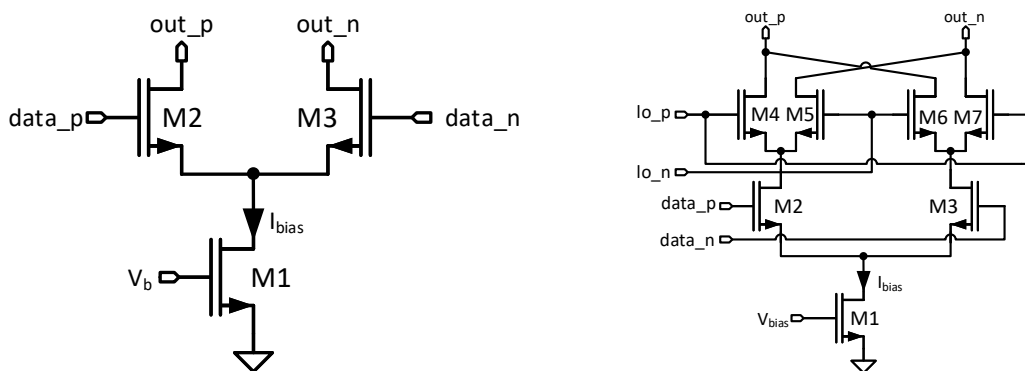 out_p out_n
data_p M2 M3 data_n
I_bias
V_b M1
out_p out_n
lo_p M4 M5 M6 M7
lo_n
data_p M2 M3
data_n
I_bias
V_bias M1